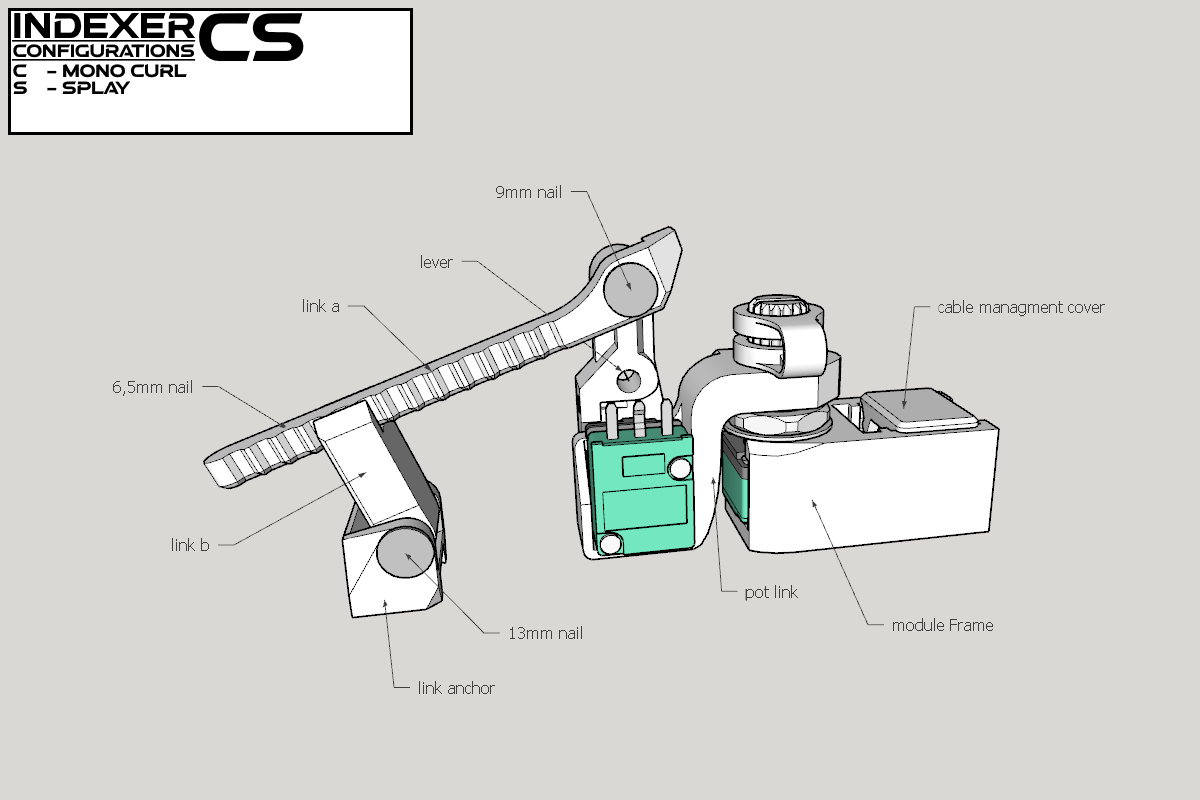 INDEXER CS
CONFIGURATIONS
C - MONO CURL
S - SPLAY
9mm nail
lever
link a
cable managment cover
6,5mm nail
link b
pot link
module Frame
13mm nail
link anchor